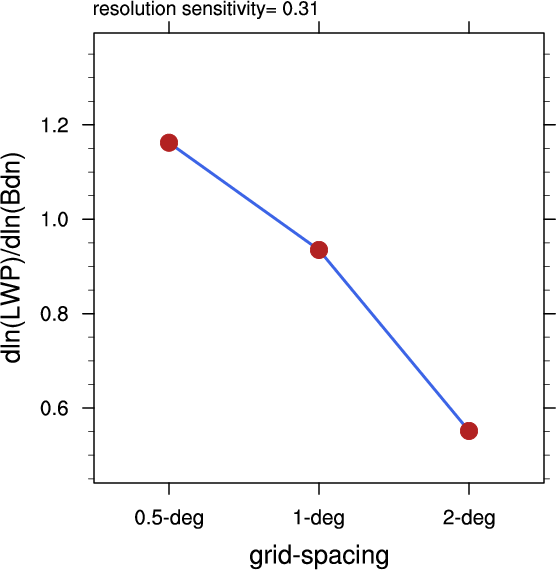 resolution sensitivity= 0.31
1.2
1.0
0.8
0.6
dln(LWP)/dln(Bdn)
0.5-deg 1-deg 2-deg
grid-spacing